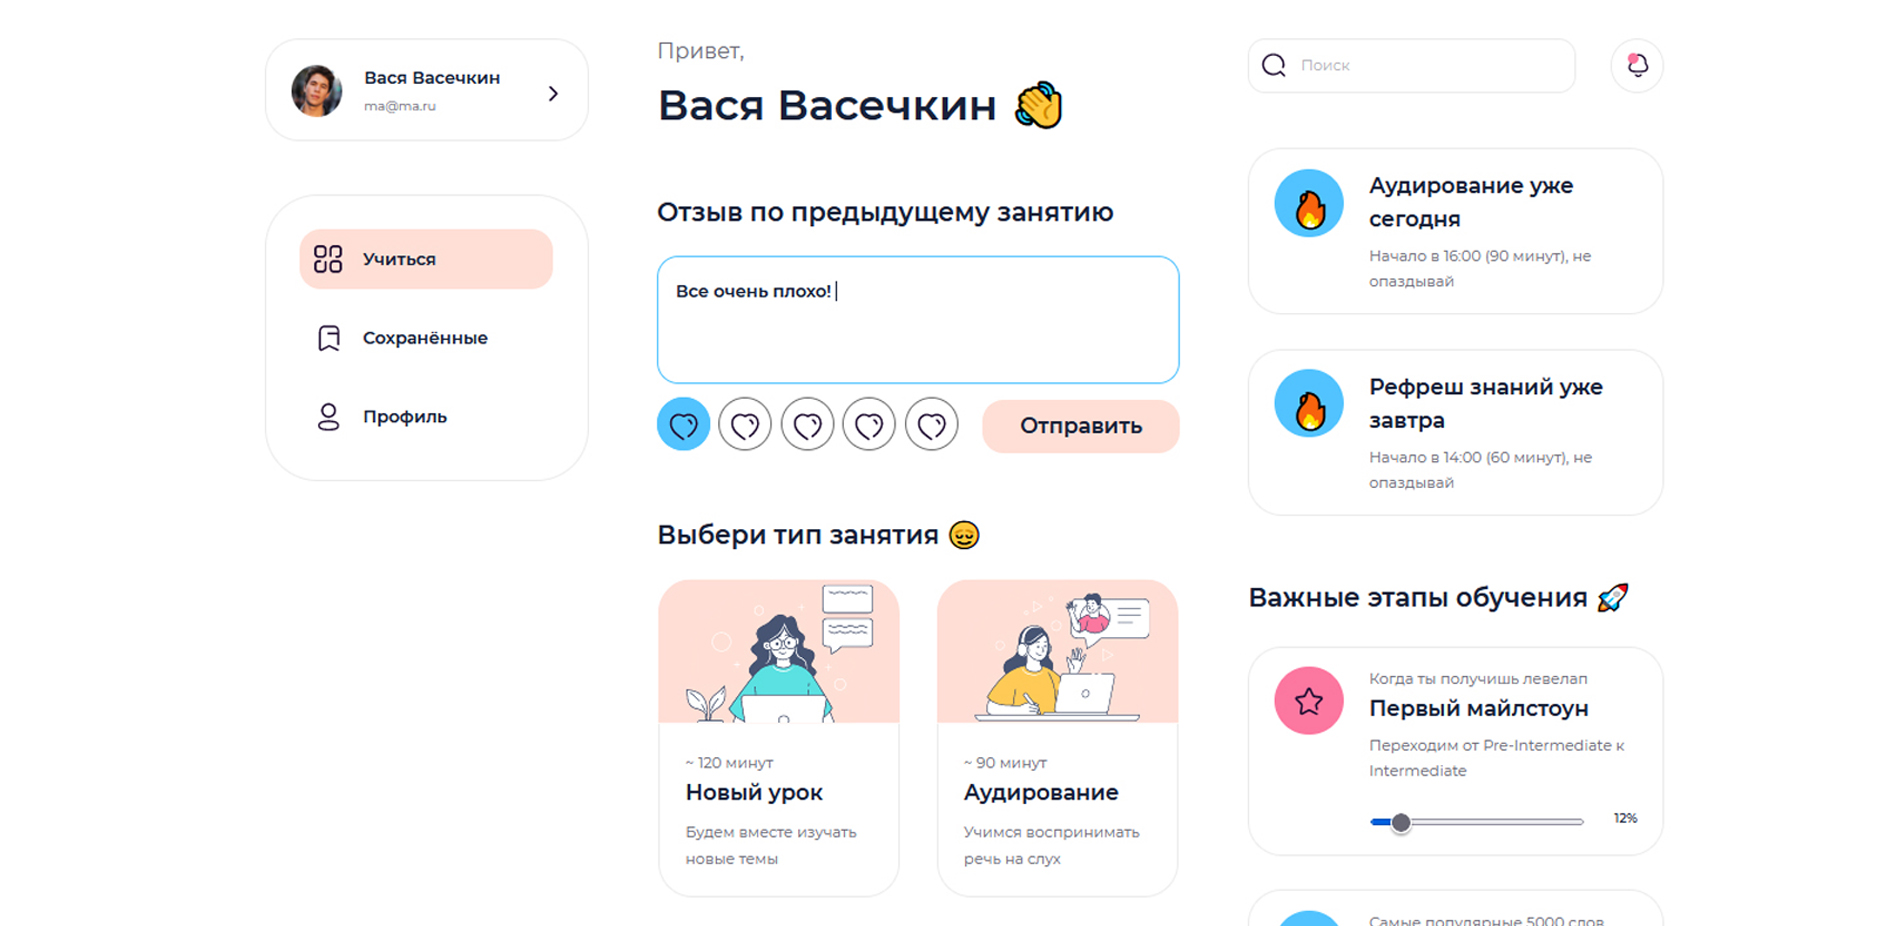 Вася Васечкин
ma@ma.ru
Учиться
Сохранённые
Профиль
Привет,
Вася Васечкин
Отзыв по предыдущему занятию
Все очень плохо!
Отправить
Выбери тип занятия
~ 120 минут
Новый урок
Будем вместе изучать
новые темы
~ 90 минут
Аудирование
Учимся воспринимать
речь на слух
Поиск
Аудирование уже
сегодня
Начало в 16:00 (90 минут), не
опаздывай
Рефреш знаний уже
завтра
Начало в 14:00 (60 минут), не
опаздывай
Важные этапы обучения
Когда ты получишь левелап
Первый майлстоун
Переходим от Pre-Intermediate к
Intermediate
12%
Самые популярные 5000 слов